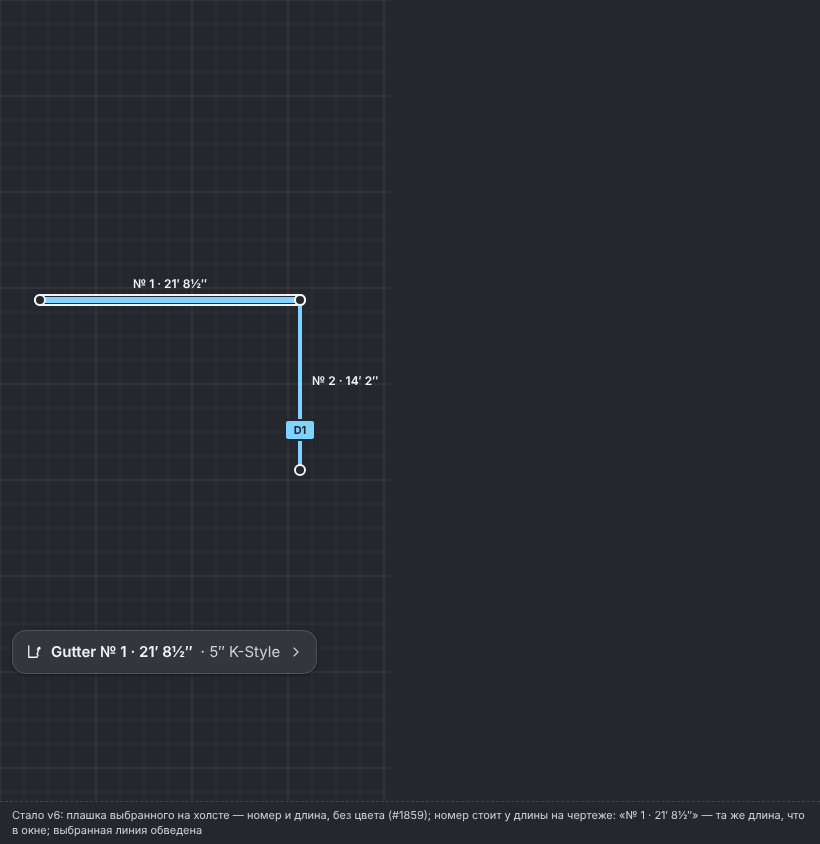 № 1 · 21′ 8½″
№ 2 · 14′ 2″
D1
Gutter № 1 · 21′ 8½″ · 5″ K-Style
Стало v6: плашка выбранного на холсте — номер и длина, без цвета (#1859); номер стоит у длины на чертеже: «№ 1 · 21′ 8½″» — та же длина, что
в окне; выбранная линия обведена